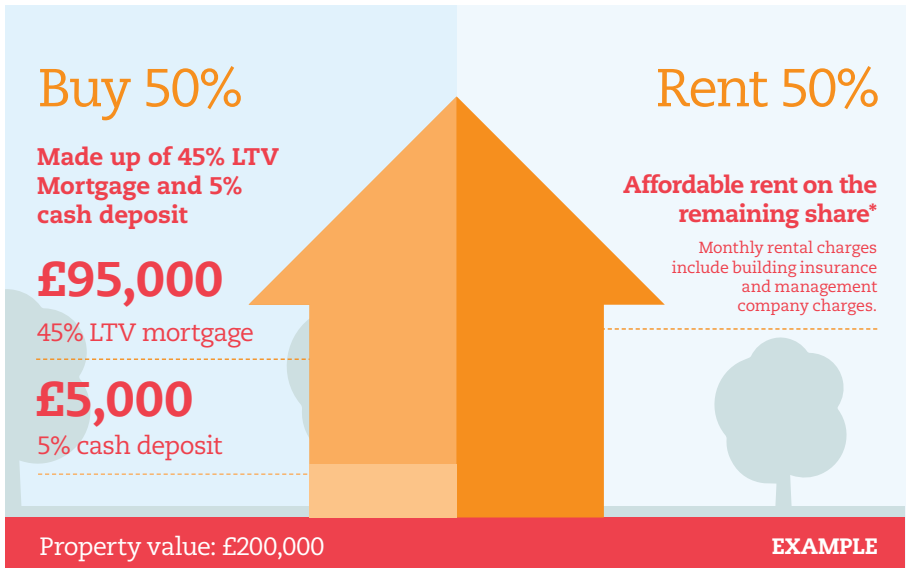 Buy 50%
Made up of 45% LTV
Mortgage and 5%
cash deposit
£95,000
45% LTV mortgage
£5,000
5% cash deposit
Rent 50%
Affordable rent on the
remaining share*
Monthly rental charges
include building insurance
and management
company charges.
Property value: £200,000
EXAMPLE